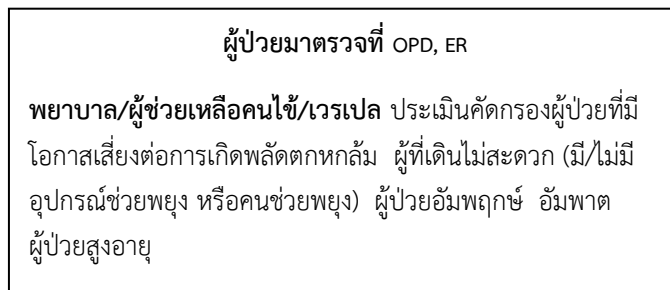 ผู้ป่วยมาตรวจที่ OPD, ER
พยาบาล/ผู้ช่วยเหลือคนไข้/เวรเปล ประเมินคัดกรองผู้ป่วยที่มี
โอกาสเสี่ยงต่อการเกิดพลัดตกหกล้ม ผู้ที่เดินไม่สะดวก (มี/ไม่มี
อุปกรณ์ช่วยพยุง หรือคนช่วยพยุง) ผู้ป่วยอัมพฤกษ์ อัมพาต
ผู้ป่วยสูงอายุ